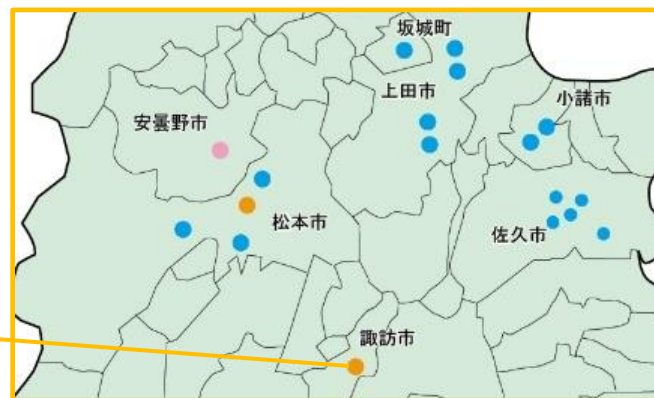 坂城町
上田市
小諸市
安曇野市
松本市
佐久市
諏訪市